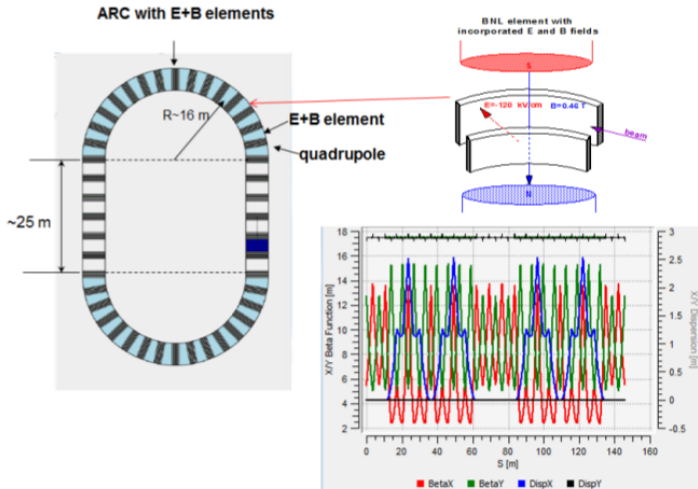 ARC with E+B elements
R~16 m
E+B element
quadrupole
~25 m
BNL element with
incorporated E and B fields
S
E=-120 kV/cm
B=0.46 T
beam
N
X/Y Beta Function [m]
18
16
14
12
10
8
6
4
2
3
2.5
2
1.5
1
0.5
0
-0.5
X/Y Dispersion [m]
0 20 40 60 80 100 120 140 160
S [m]
BetaX BetaY DispX DispY